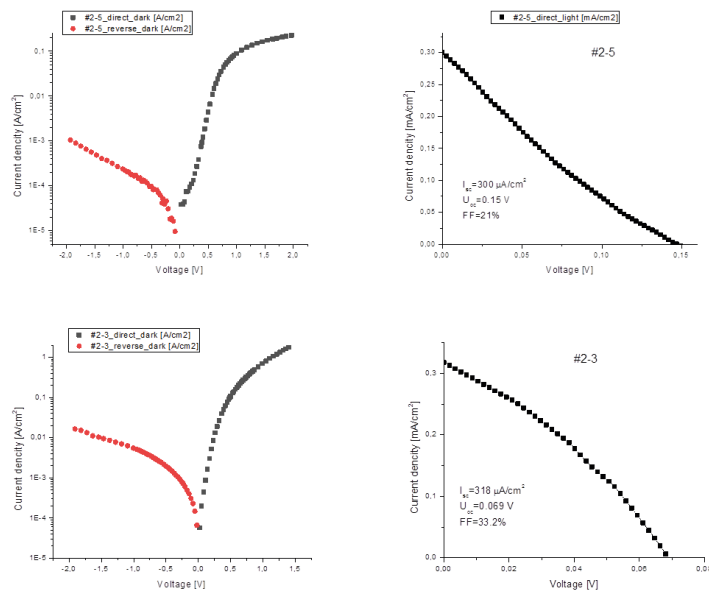 #2-5_direct_dark [A/cm2]
#2-5_reverse_dark [A/cm2]
0,1
0,01
1E-3
1E-4
1E-5
-2,0 -1,5 -1,0 -0,5 0,0 0,5 1,0 1,5 2,0
Voltage [V]
Current dencity [A/cm²]
#2-5_direct_light [mA/cm2]
#2-5
0,30
0,25
0,20
0,15
0,10
0,05
0,00
I sc=300 µA/cm²
U oc=0.15 V
FF=21%
0,00 0,05 0,10 0,15
Voltage [V]
Current dencity [mA/cm²]
#2-3_direct_dark [A/cm2]
#2-3_reverse_dark [A/cm2]
1
0,1
0,01
1E-3
1E-4
1E-5
-2,0 -1,5 -1,0 -0,5 0,0 0,5 1,0 1,5
Voltage [V]
Current dencity [A/cm²]
#2-3
0,3
0,2
0,1
0,0
I sc=318 µA/cm²
U oc=0.069 V
FF=33.2%
0,00 0,02 0,04 0,06 0,08
Voltage [V]
Current dencity [mA/cm²]